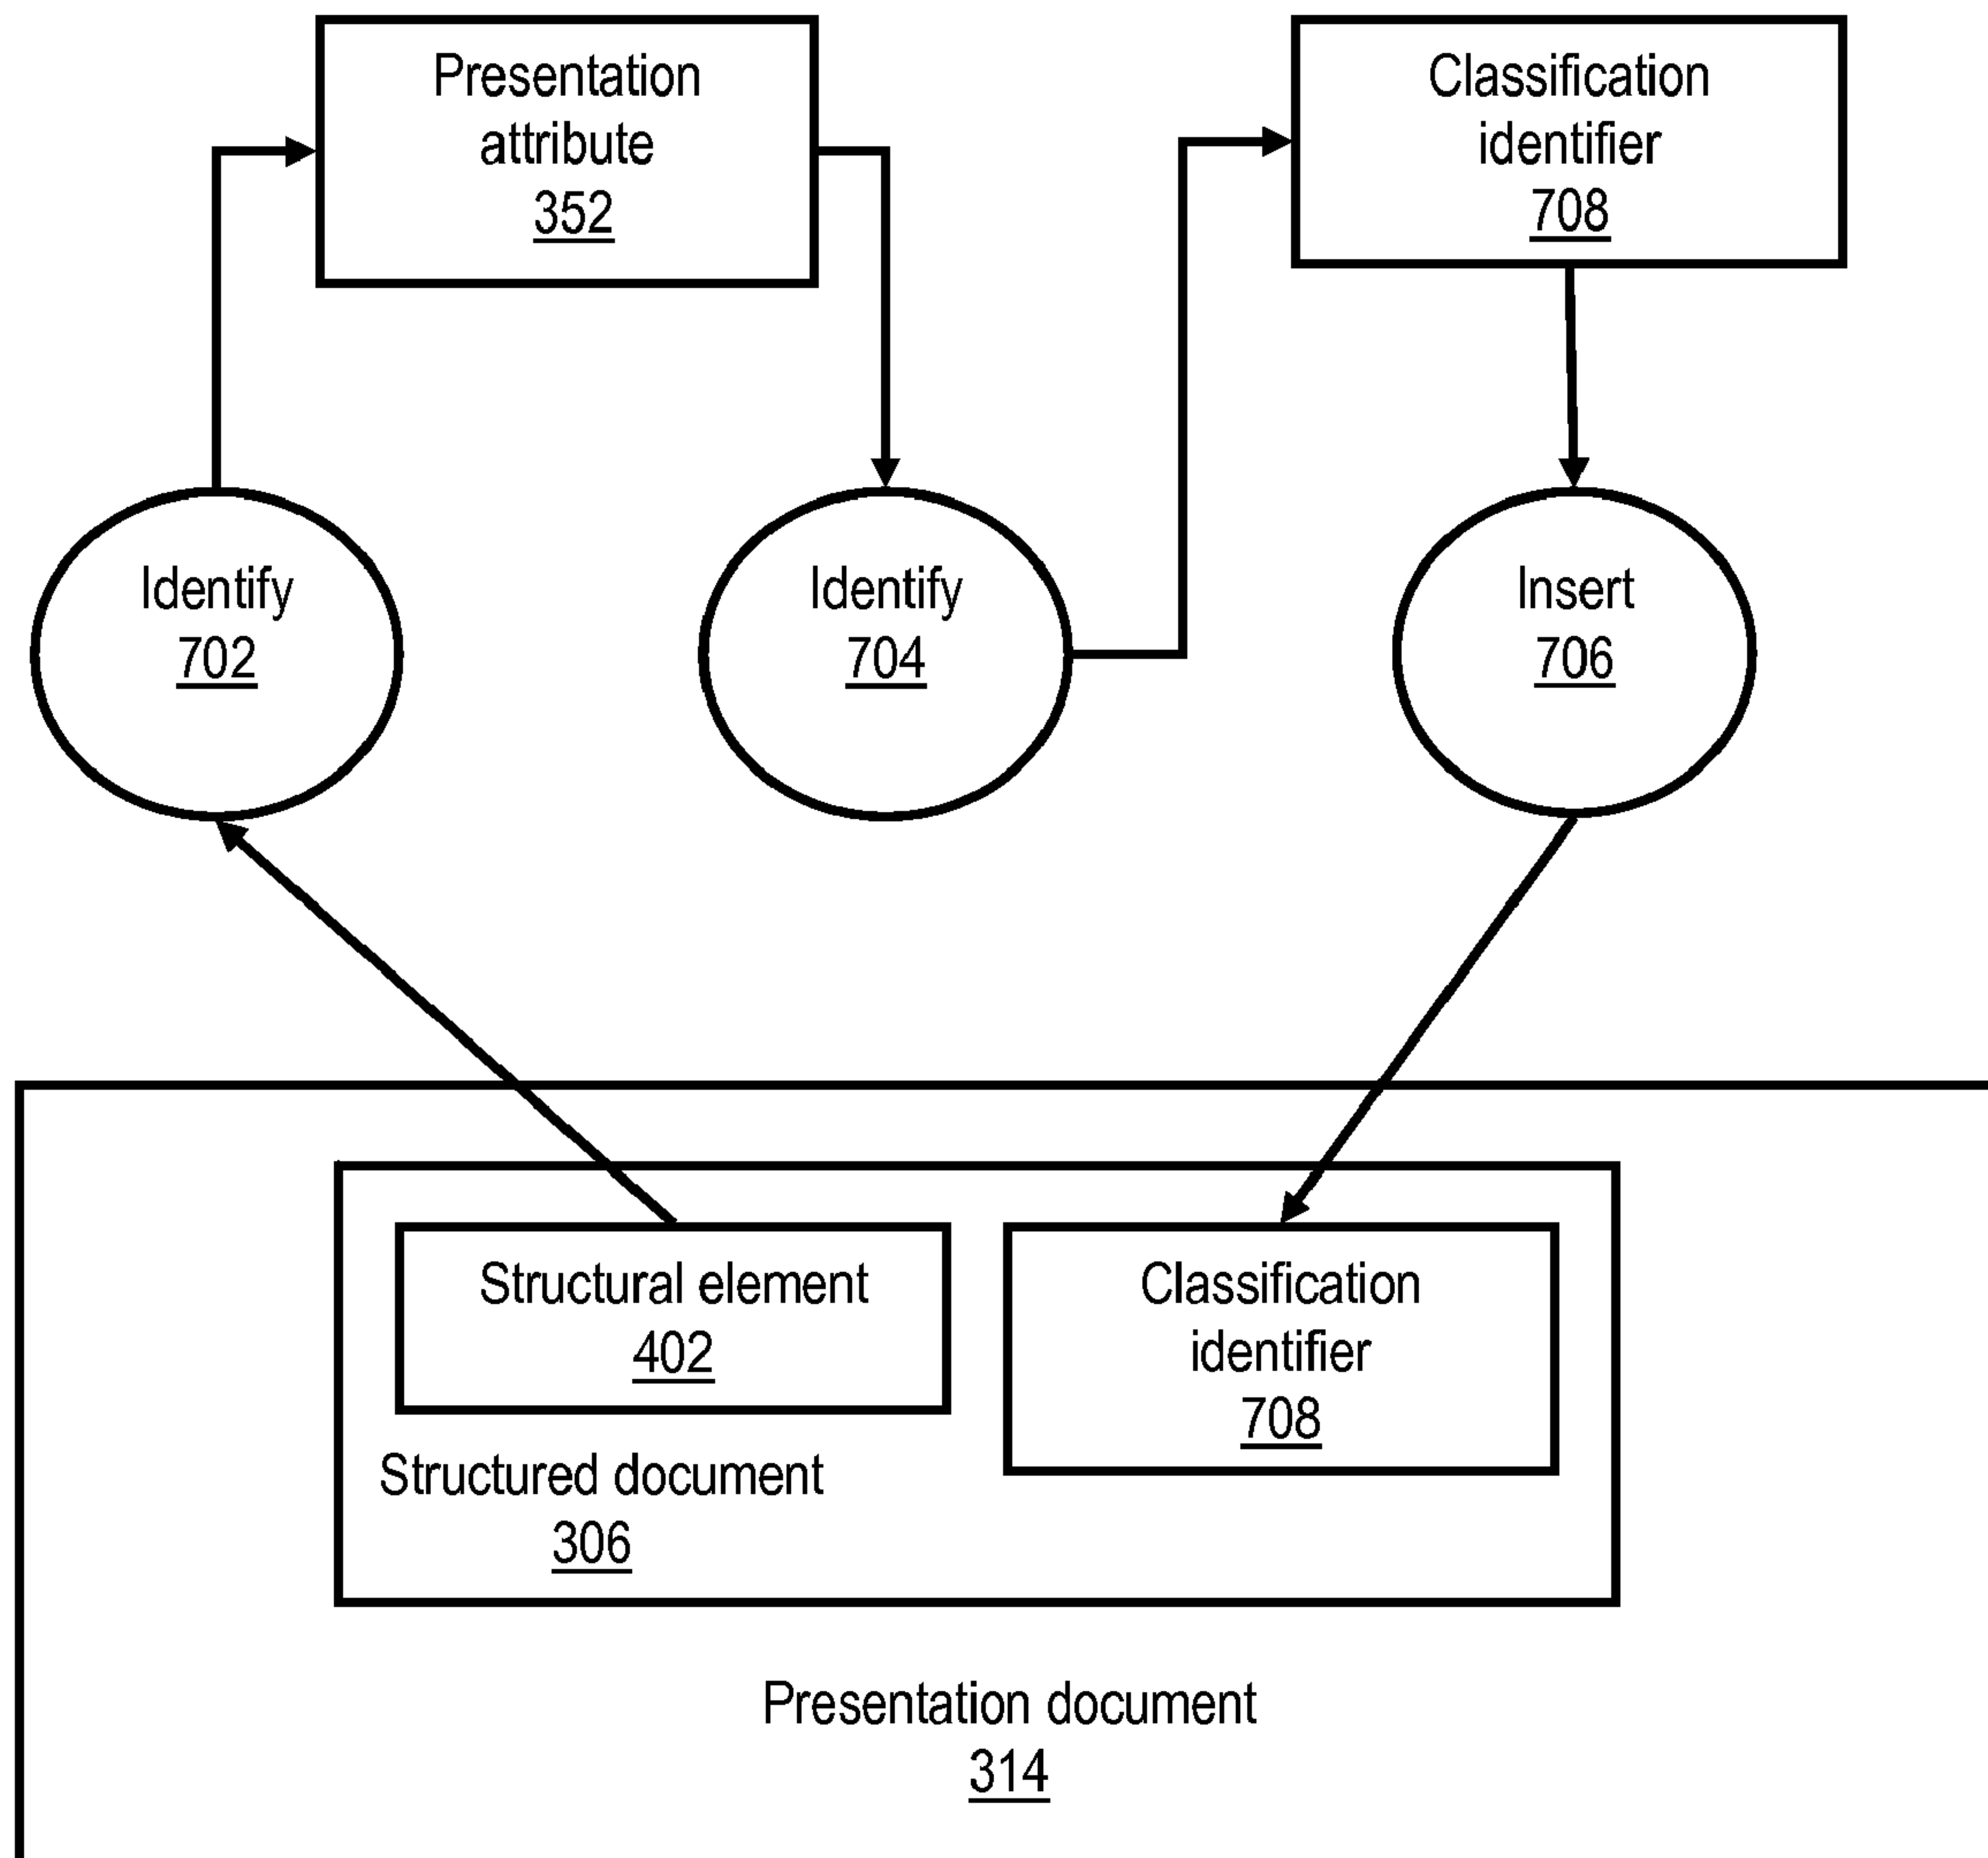 Presentation
attribute
352
Classification
identifier
708
Identify
702
Identify
704
Insert
706
Structural element
402
Classification
identifier
708
Structured document
306
Presentation document
314